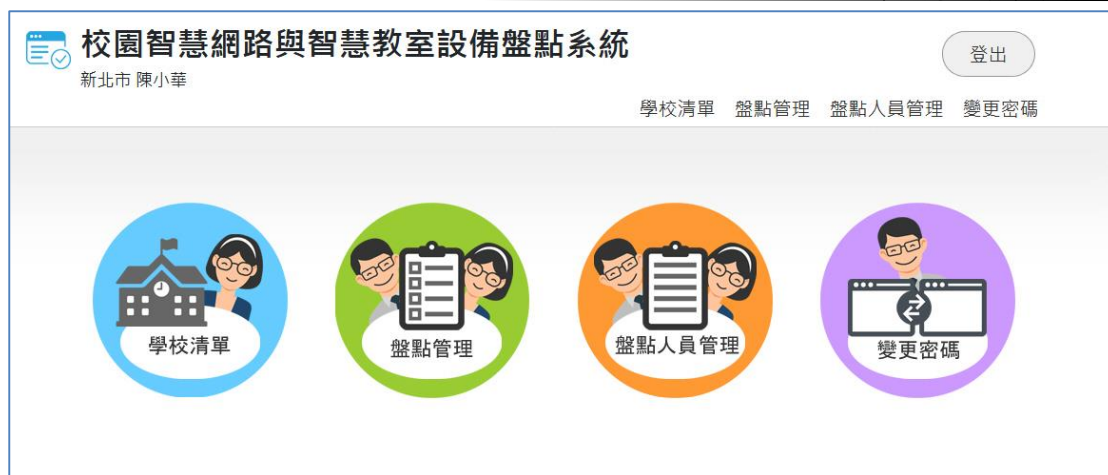 校園智慧網路與智慧教室設備盤點系統
新北市 陳小華
登出
學校清單 盤點管理 盤點人員管理 變更密碼
學校清單
盤點管理
盤點人員管理
變更密碼